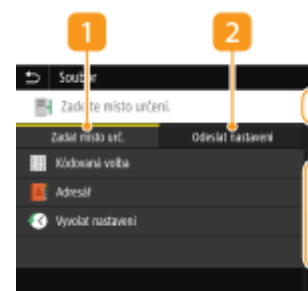 1 2
Soubor
Zadejte místo určení.
Zadat místo urč. Odeslat nastavení
Kódovaná volba
Adresář
Vyvolat nastavení